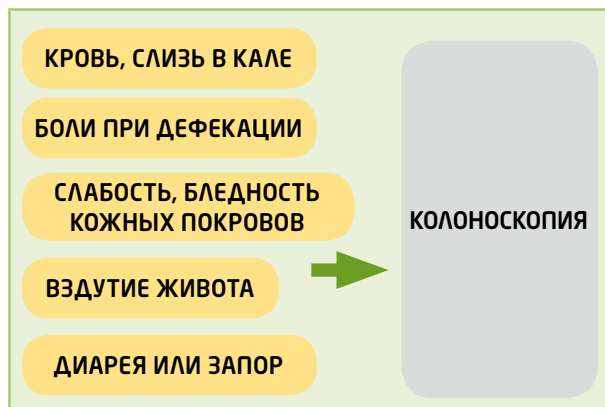 КРОВЬ, СЛИЗЬ В КАЛЕ
БОЛИ ПРИ ДЕФЕКАЦИИ
СЛАБОСТЬ, БЛЕДНОСТЬ
КОЖНЫХ ПОКРОВОВ
ВЗДУТИЕ ЖИВОТА
ДИАРЕЯ ИЛИ ЗАПОР
КОЛОНОСКОПИЯ